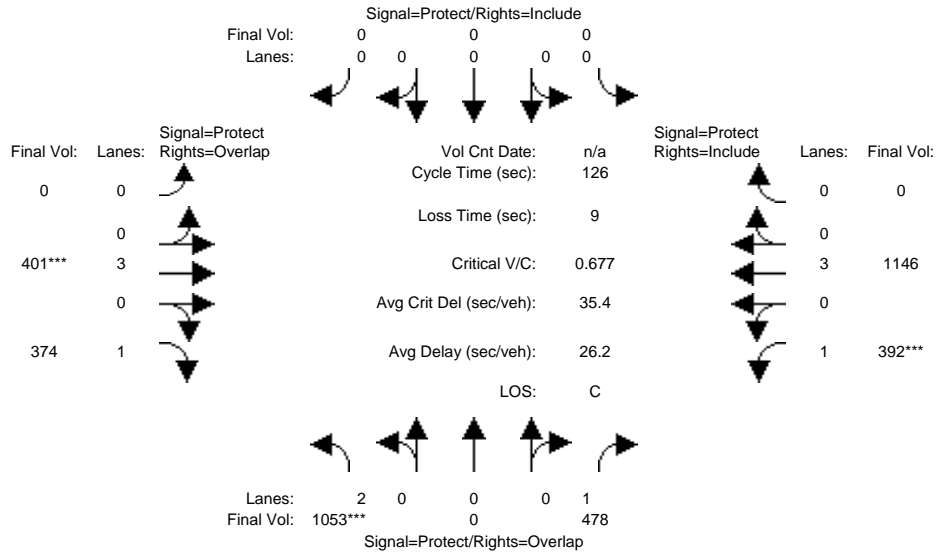 Signal=Protect/Rights=Include
Final Vol: 0 0 0
Lanes: 0 0 0 0 0
Signal=Protect Signal=Protect
Final Vol: Lanes: Rights=Overlap Vol Cnt Date: n/a Rights=Include Lanes: Final Vol:
Cycle Time (sec): 126
0 0 0 0
Loss Time (sec): 9
0 0
401*** 3 Critical V/C: 0.677 3 1146
0 Avg Crit Del (sec/veh): 35.4 0
374 1 Avg Delay (sec/veh): 26.2 1 392***
LOS: C
Lanes: 2 0 0 0 1
Final Vol: 1053*** 0 478
Signal=Protect/Rights=Overlap